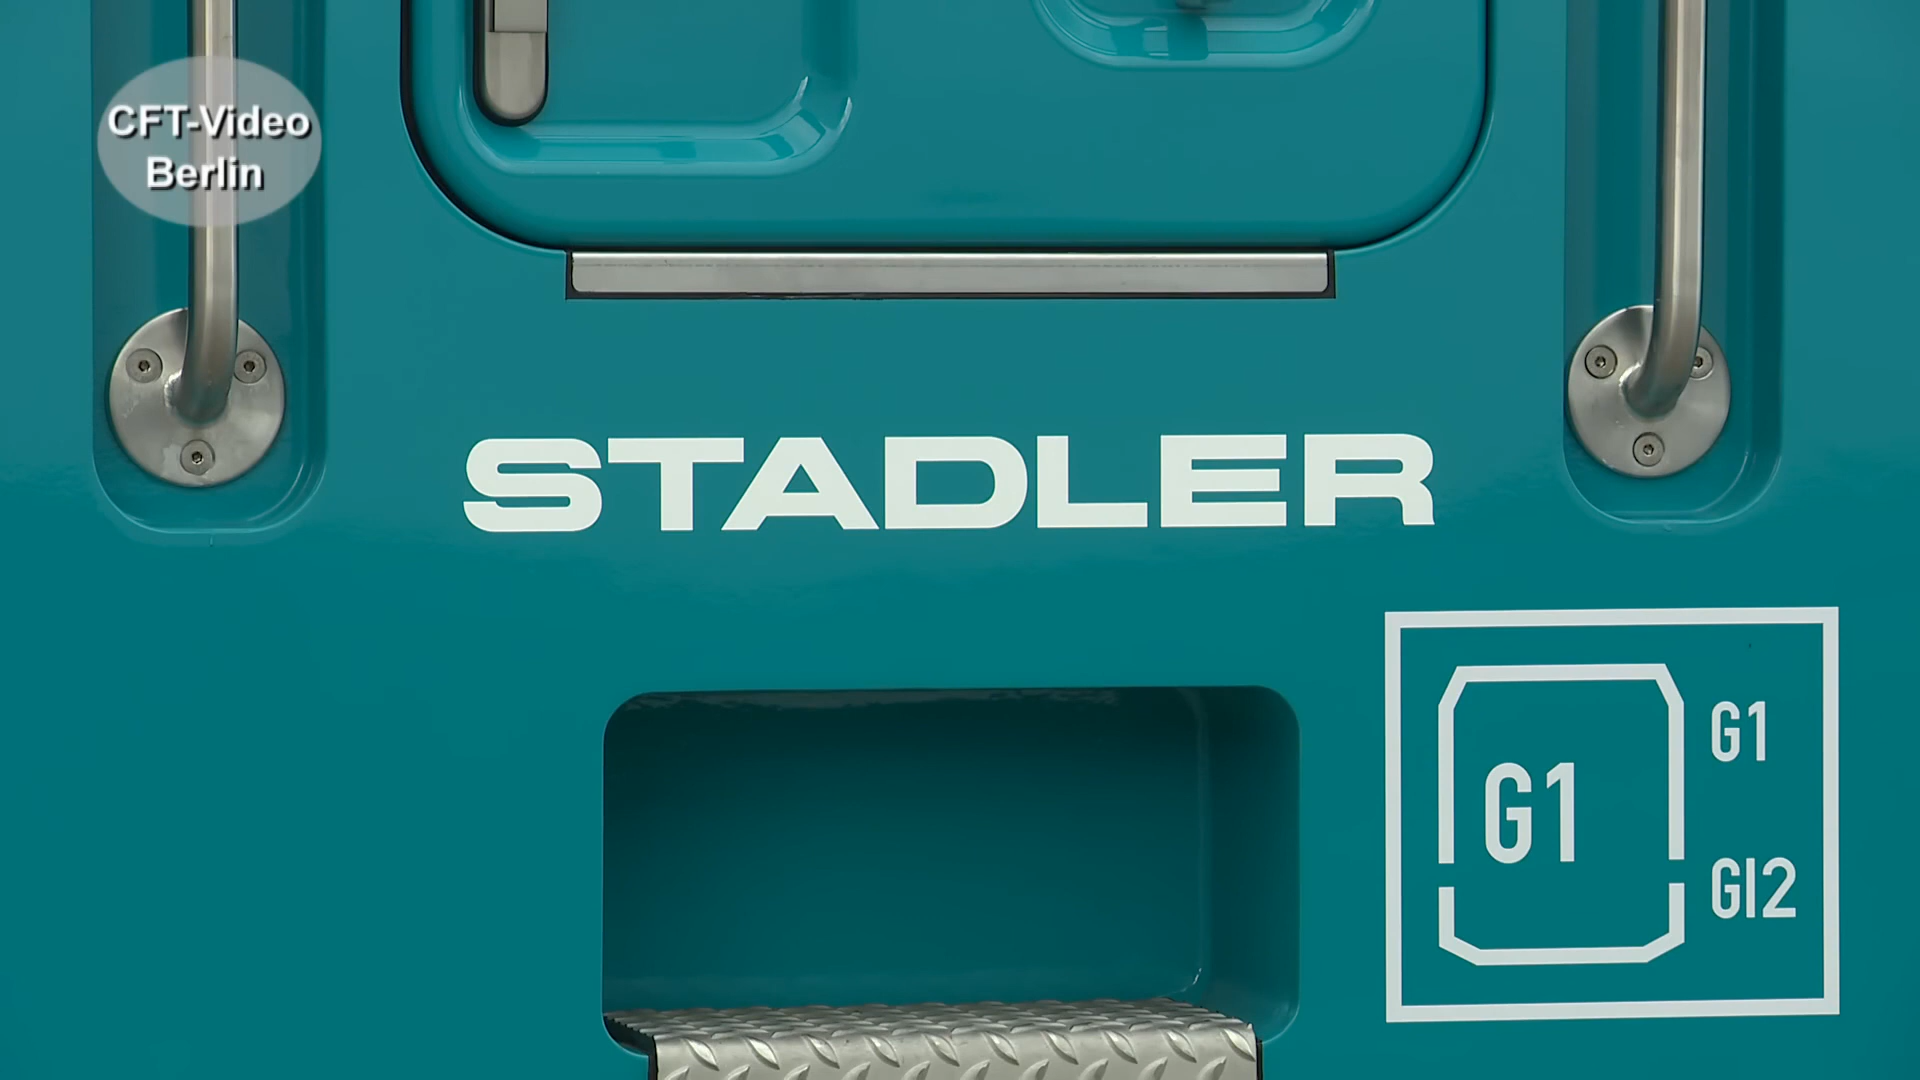 CFT-Video
Berlin
STADLER
G1
G1
GI2